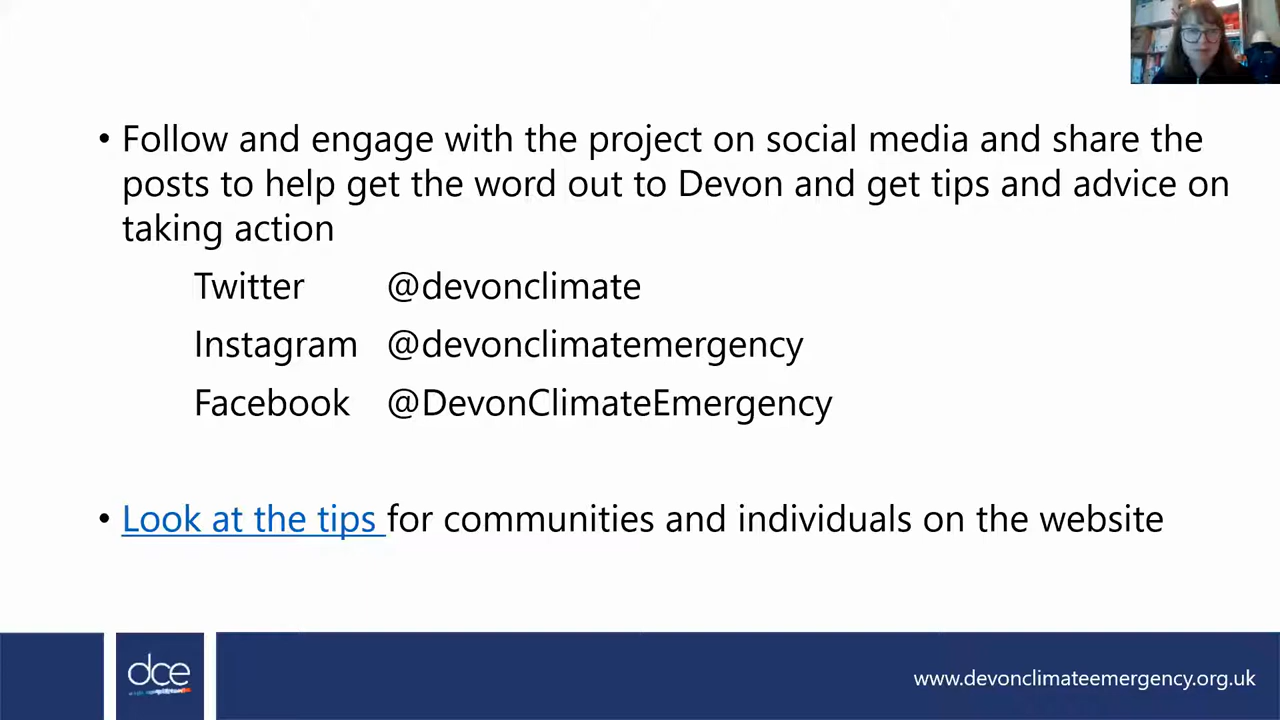 • Follow and engage with the project on social media and share the
posts to help get the word out to Devon and get tips and advice on
taking action
Twitter @devonclimate
Instagram @devonclimatemergency
Facebook @DevonClimateEmergency
• Look at the tips for communities and individuals on the website
dce
www.devonclimateemergency.org.uk